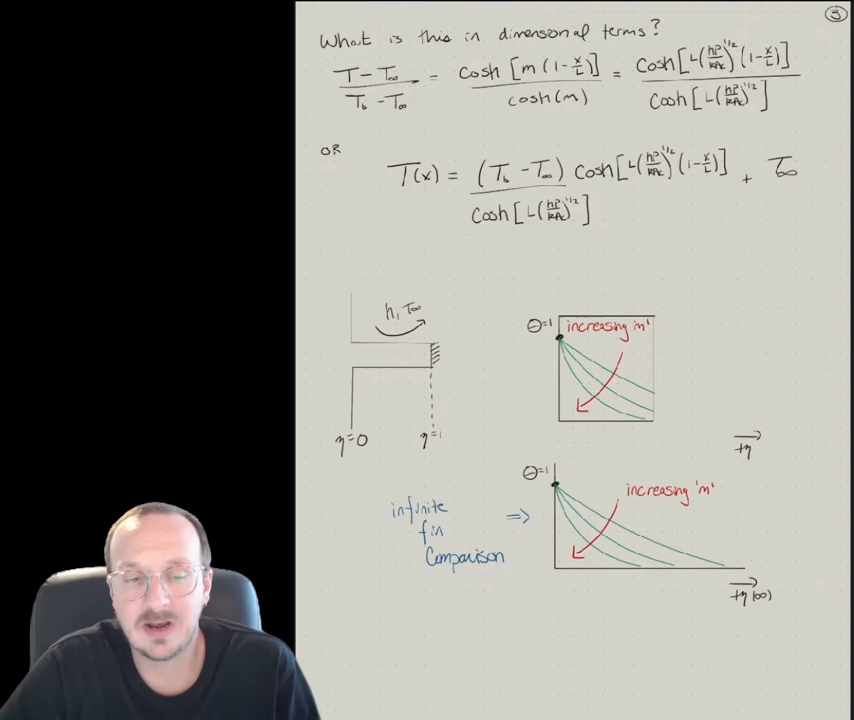 ③
What is this in dimensional terms?
(T - T∞)/(T_b - T∞) = cosh[m(1-x/L)]/cosh(m) = Cosh[L(hP/kAc)^1/2 (1-x/L)]/Cosh[L(hP/kAc)^1/2]
OR
T(x) = (T_b - T∞) Cosh[L(hP/kAc)^1/2 (1-x/L)]/Cosh[L(hP/kAc)^1/2] + T∞
h, T∞
η=0
η=1
Θ=1
increasing 'm'
+η
infinite
fin
Comparison
⇒
Θ=1
increasing 'm'
+η(∞)